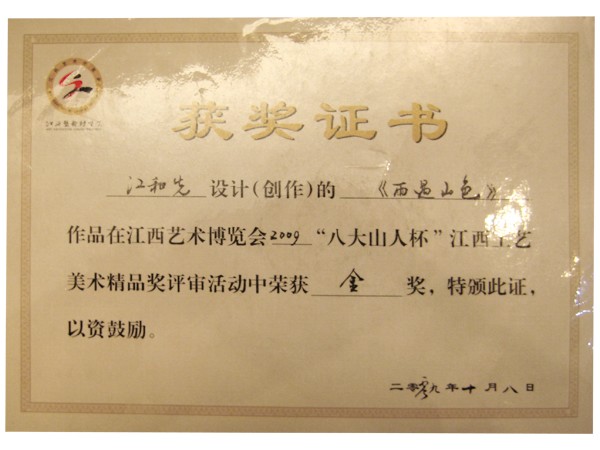 获奖证书
江和先 设计(创作)的 《雨过山色》
作品在江西艺术博览会2009“八大山人杯”江西工艺
美术精品奖评审活动中荣获 金 奖，特颁此证，
以资鼓励。
二零零九年十月八日